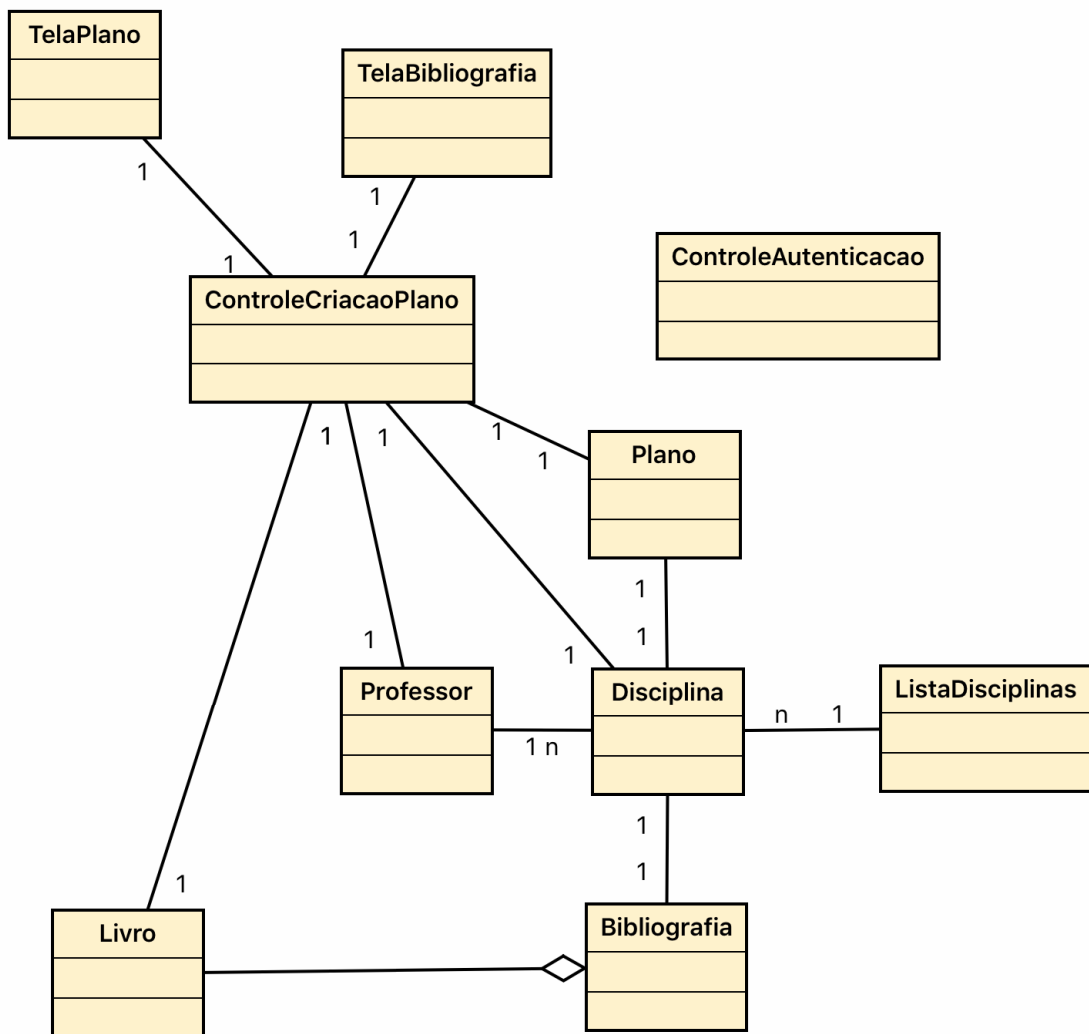 TelaPlano
TelaBibliografia
1
1
1
1
ControleAutenticacao
ControleCriacaoPlano
1
1
1
1
Plano
1
1
1
1
Professor
Disciplina
ListaDisciplinas
1 n
n 1
1
1
1
Livro
Bibliografia